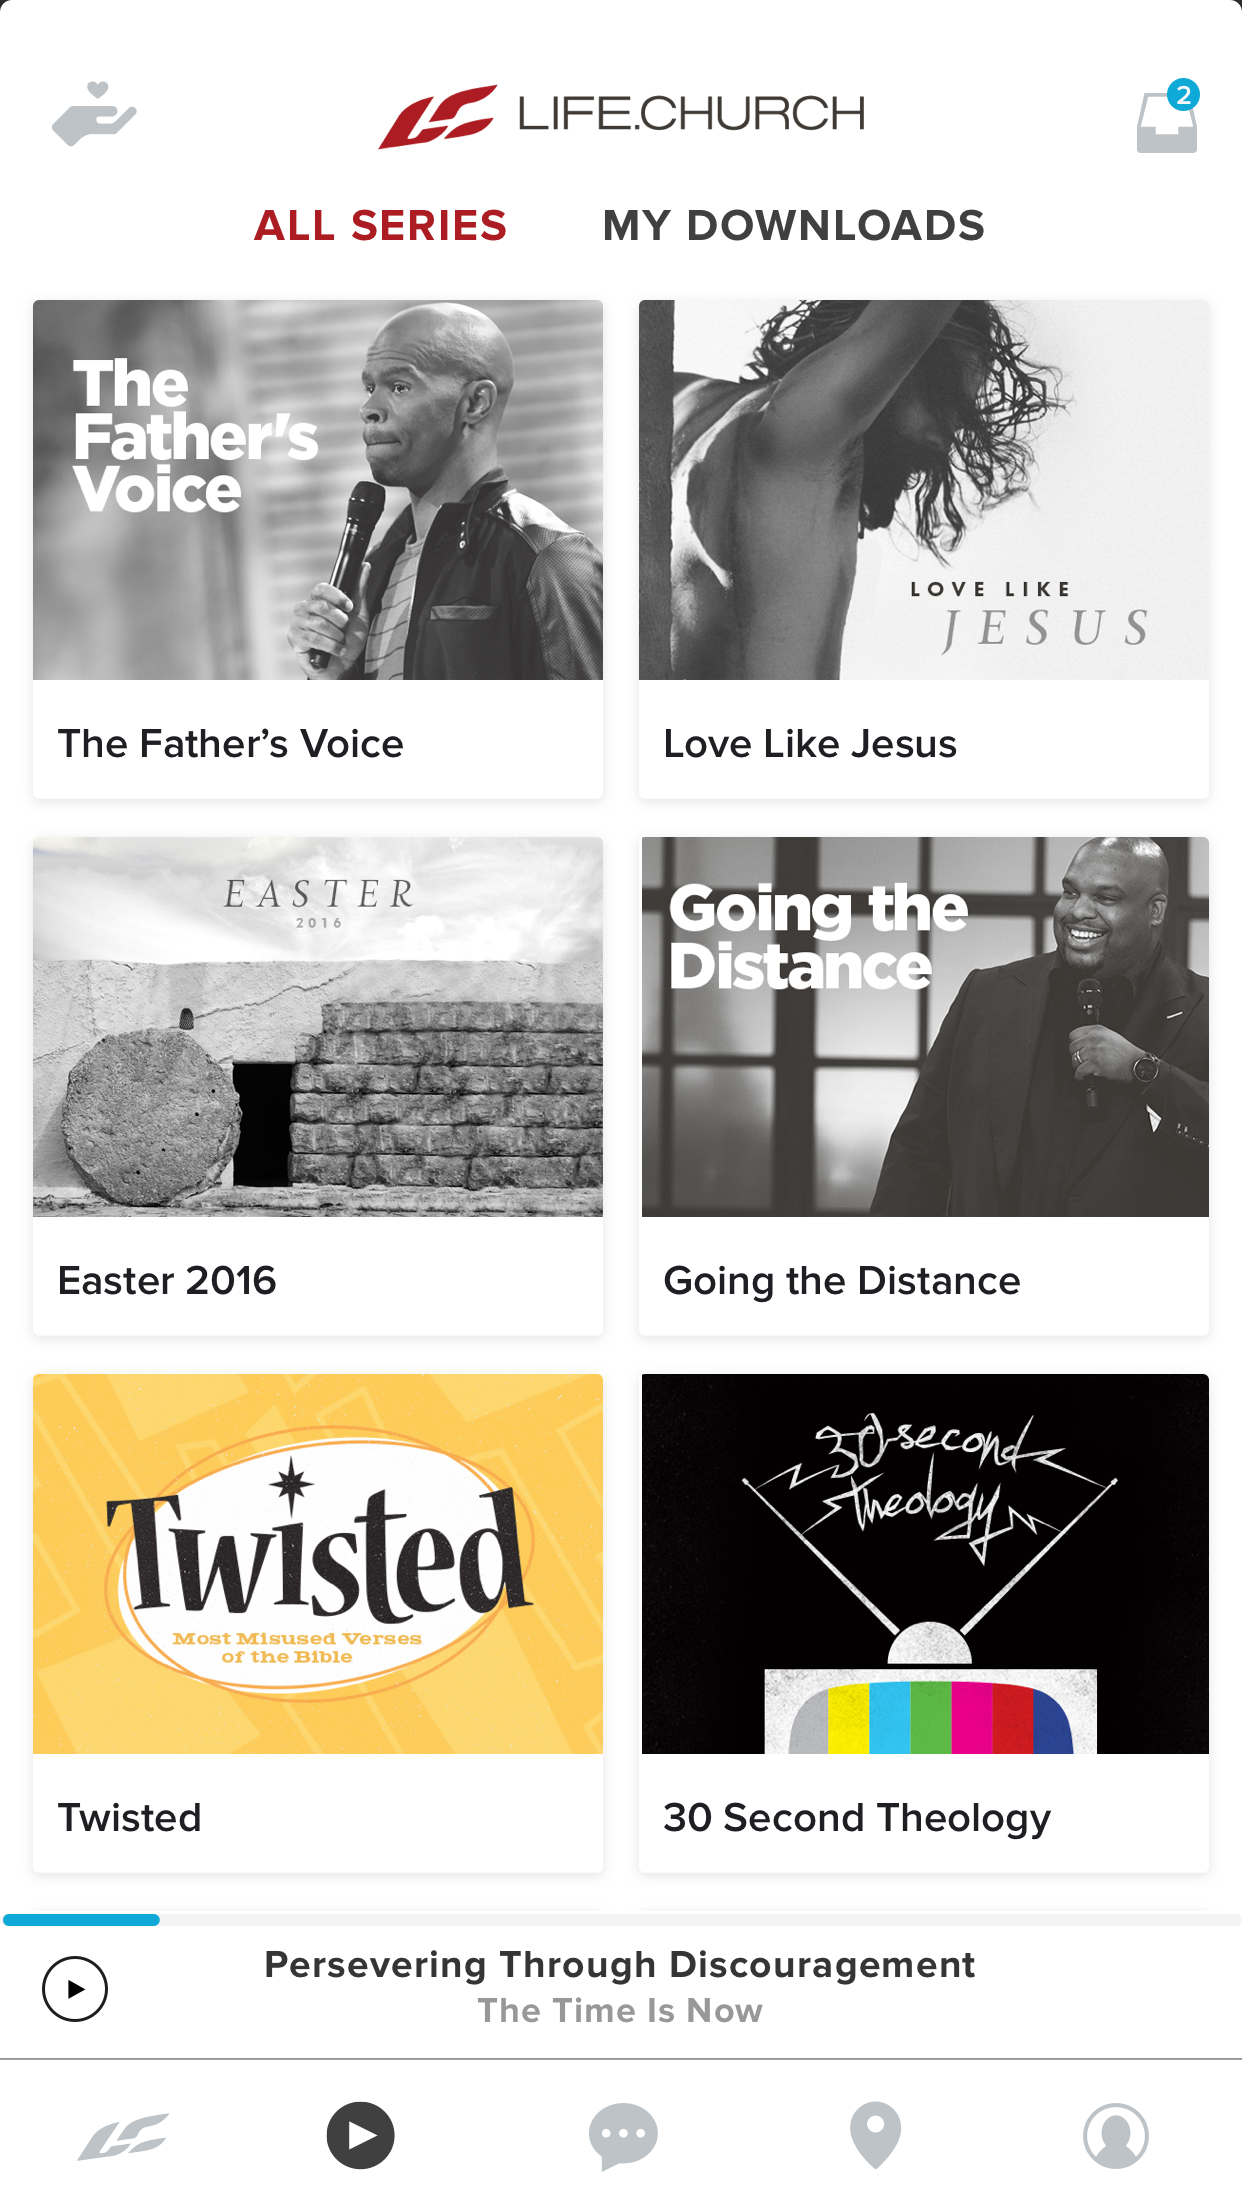 LIFE.CHURCH
2
ALL SERIES
MY DOWNLOADS
The
Father's
Voice
The Father’s Voice
LOVE LIKE
JESUS
Love Like Jesus
EASTER
2016
Easter 2016
Going the
Distance
Going the Distance
Twisted
Most Misused Verses
of the Bible
Twisted
30 second
theology
30 Second Theology
Persevering Through Discouragement
The Time Is Now